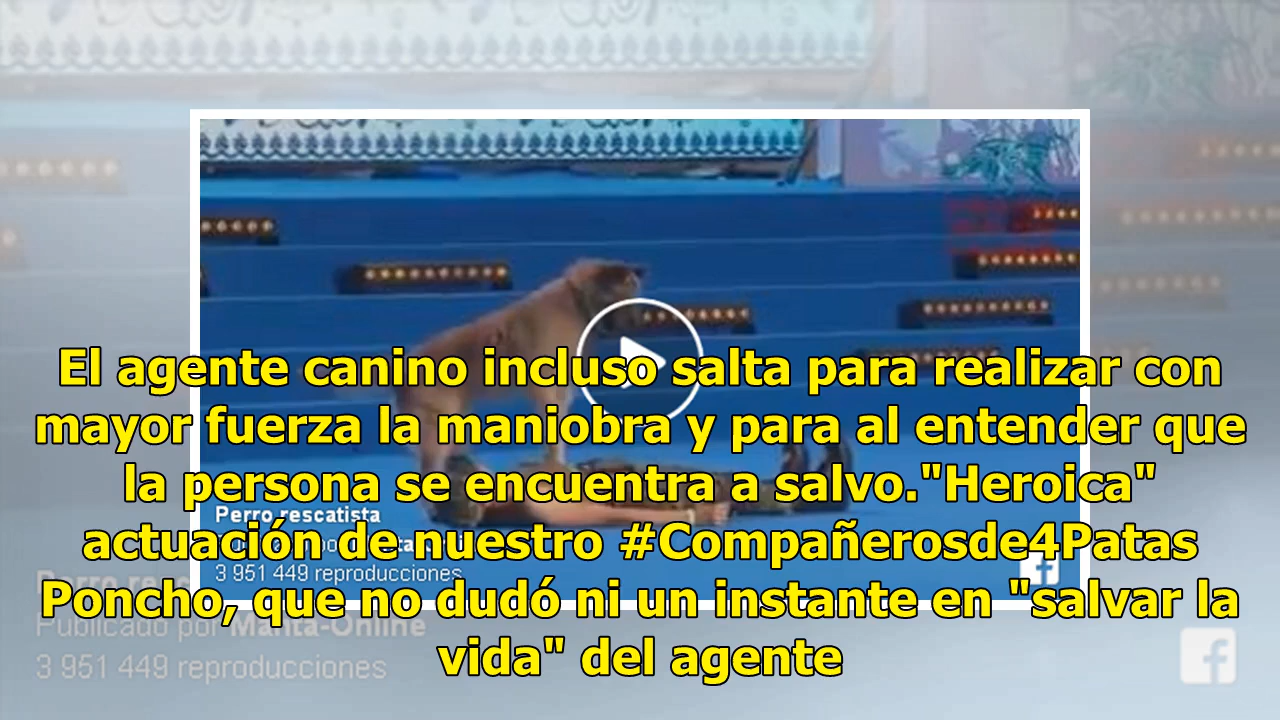 El agente canino incluso salta para realizar con
mayor fuerza la maniobra y para al entender que
la persona se encuentra a salvo."Heroica"
Perro rescatista
actuación de nuestro #Compañerosde4Patas
3 951 449 reproducciones
Poncho, que no dudó ni un instante en "salvar la
Publicado por Manta-Online
vida" del agente
3 951 449 reproducciones